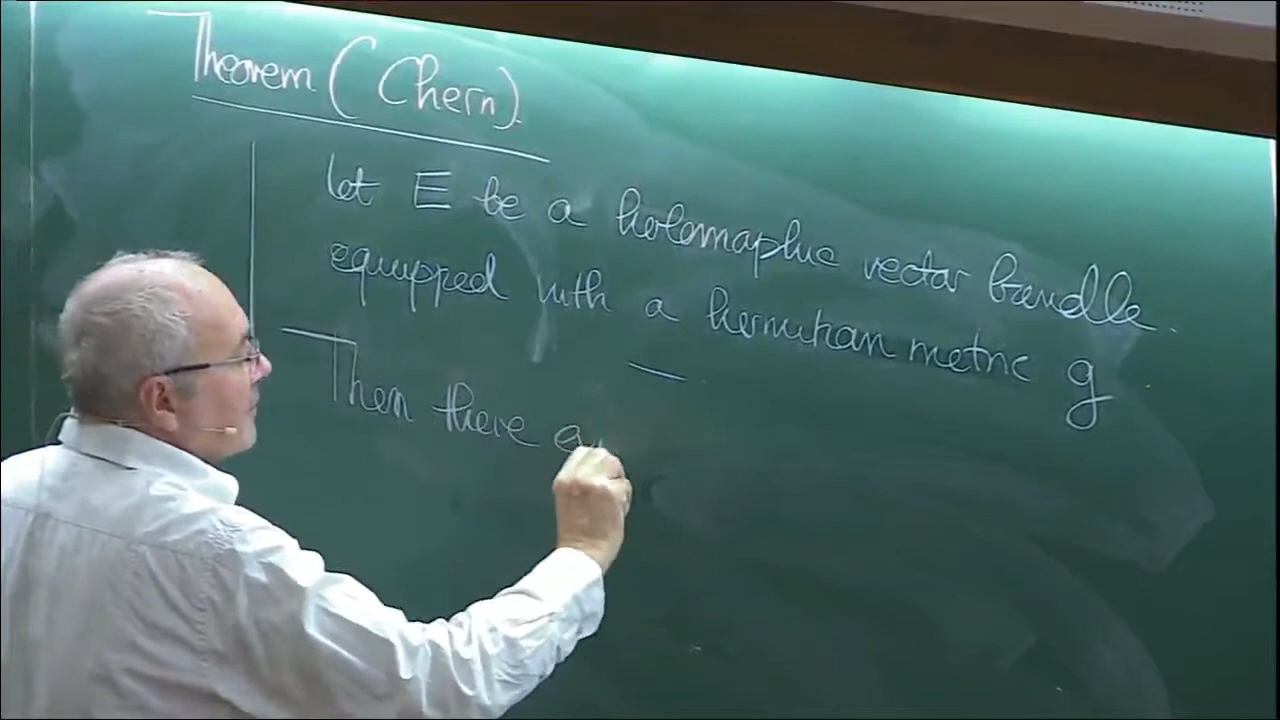 Theorem (Chern).
let E be a holomorphic vector bundle.
equipped with a hermitian metric g
Then there